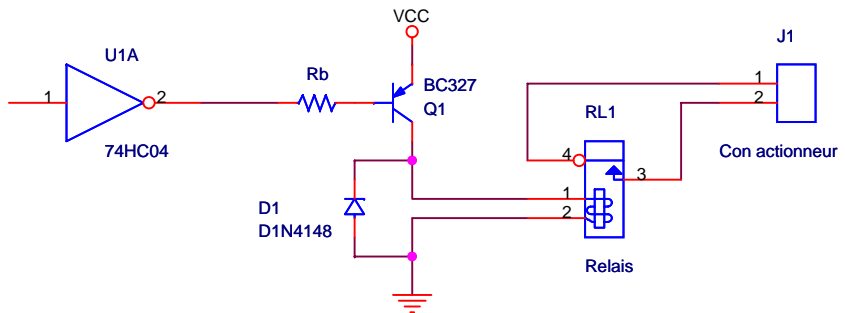 VCC
J1
U1A
Rb
BC327
Q1
1
2
1
2
RL1
74HC04
Con actionneur
4
3
1
2
D1
D1N4148
Relais